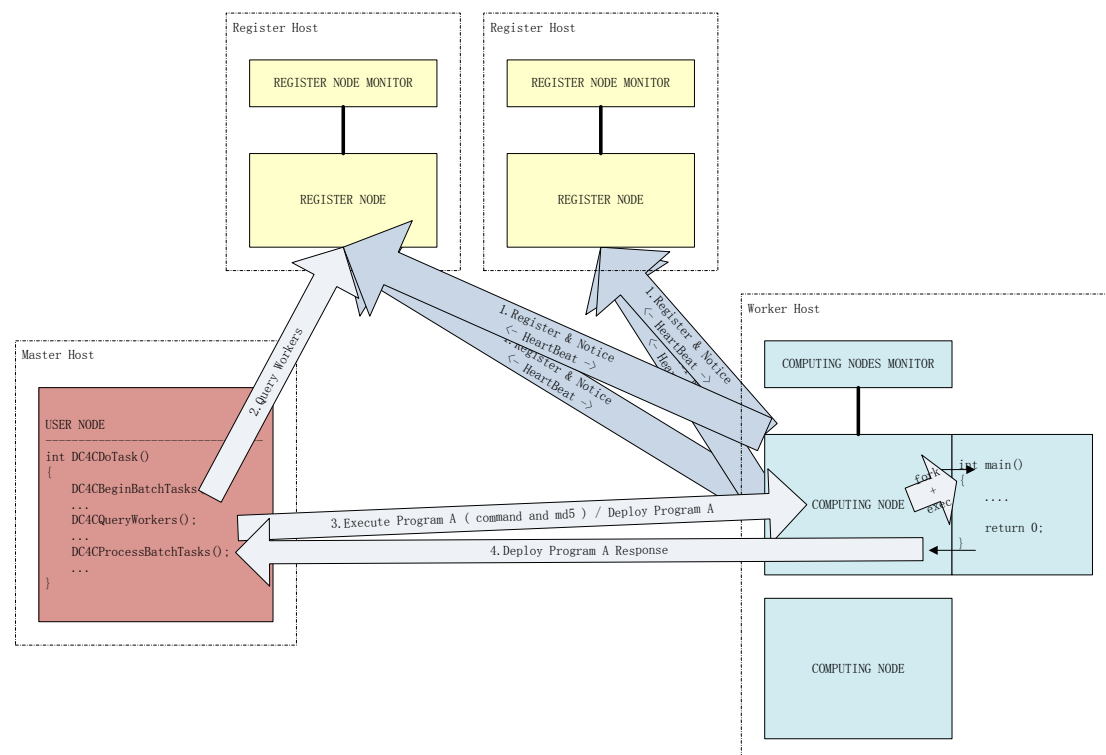 Register Host
Register Host
REGISTER NODE MONITOR
REGISTER NODE MONITOR
REGISTER NODE
REGISTER NODE
Worker Host
COMPUTING NODES MONITOR
Master Host
USER NODE
int DC4CDoTask()
{
DC4CBeginBatchTasks
...
DC4CQueryWorkers();
...
DC4CProcessBatchTasks();
...
}
2.Query Workers
1.Register & Notice
<- HeartBeat ->
Register & Notice
<- HeartBeat ->
1.Register & Notice
<- HeartBeat ->
<-
3.Execute Program A ( command and md5 ) / Deploy Program A
4.Deploy Program A Response
COMPUTING NODE
fork
+
exec
int main()
{
....
return 0;
}
COMPUTING NODE